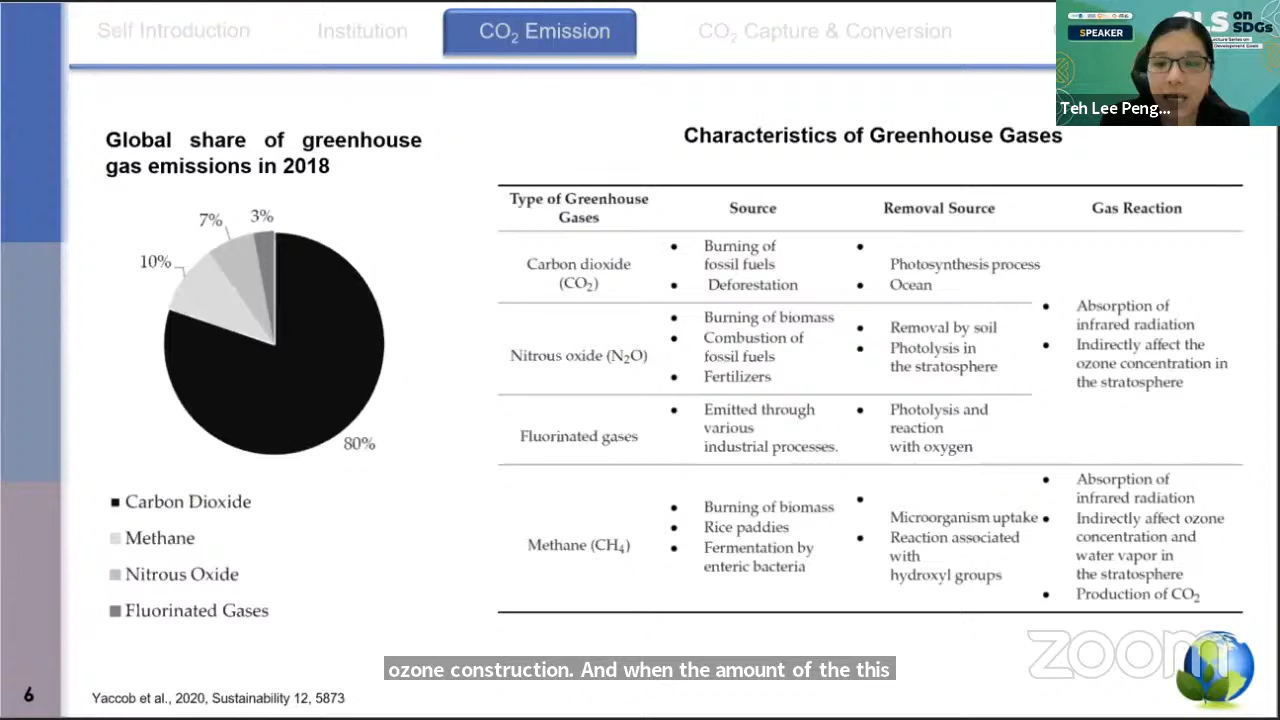 Self Introduction
Institution
CO₂ Emission
CO₂ Capture & Conversion
SPEAKER
on
SDGs
Teh Lee Peng...
Global share of greenhouse
gas emissions in 2018
7%
3%
10%
80%
Carbon Dioxide
Methane
Nitrous Oxide
Fluorinated Gases
Characteristics of Greenhouse Gases
Type of Greenhouse
Gases
Source
Removal Source
Gas Reaction
Carbon dioxide
(CO₂)
• Burning of
fossil fuels
• Deforestation
•
Photosynthesis process
• Ocean
Nitrous oxide (N₂O)
• Burning of biomass
• Combustion of
fossil fuels
• Fertilizers
• Removal by soil
• Photolysis in
the stratosphere
• Absorption of
infrared radiation
• Indirectly affect the
ozone concentration in
the stratosphere
Fluorinated gases
• Emitted through
various
industrial processes.
• Photolysis and
reaction
with oxygen
Methane (CH₄)
• Burning of biomass
• Rice paddies
• Fermentation by
enteric bacteria
•
Microorganism uptake
• Reaction associated
with
hydroxyl groups
• Absorption of
infrared radiation
• Indirectly affect ozone
concentration and
water vapor in
the stratosphere
• Production of CO₂
zoom
ozone construction. And when the amount of the this
6
Yaccob et al., 2020, Sustainability 12, 5873